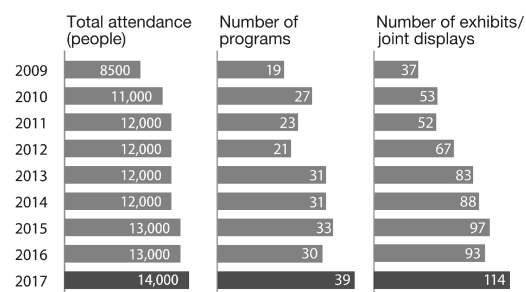 Total attendance (people)
Number of programs
Number of exhibits/ joint displays
2009 8500 19 37
2010 11,000 27 53
2011 12,000 23 52
2012 12,000 21 67
2013 12,000 31 83
2014 12,000 31 88
2015 13,000 33 97
2016 13,000 30 93
2017 14,000 39 114